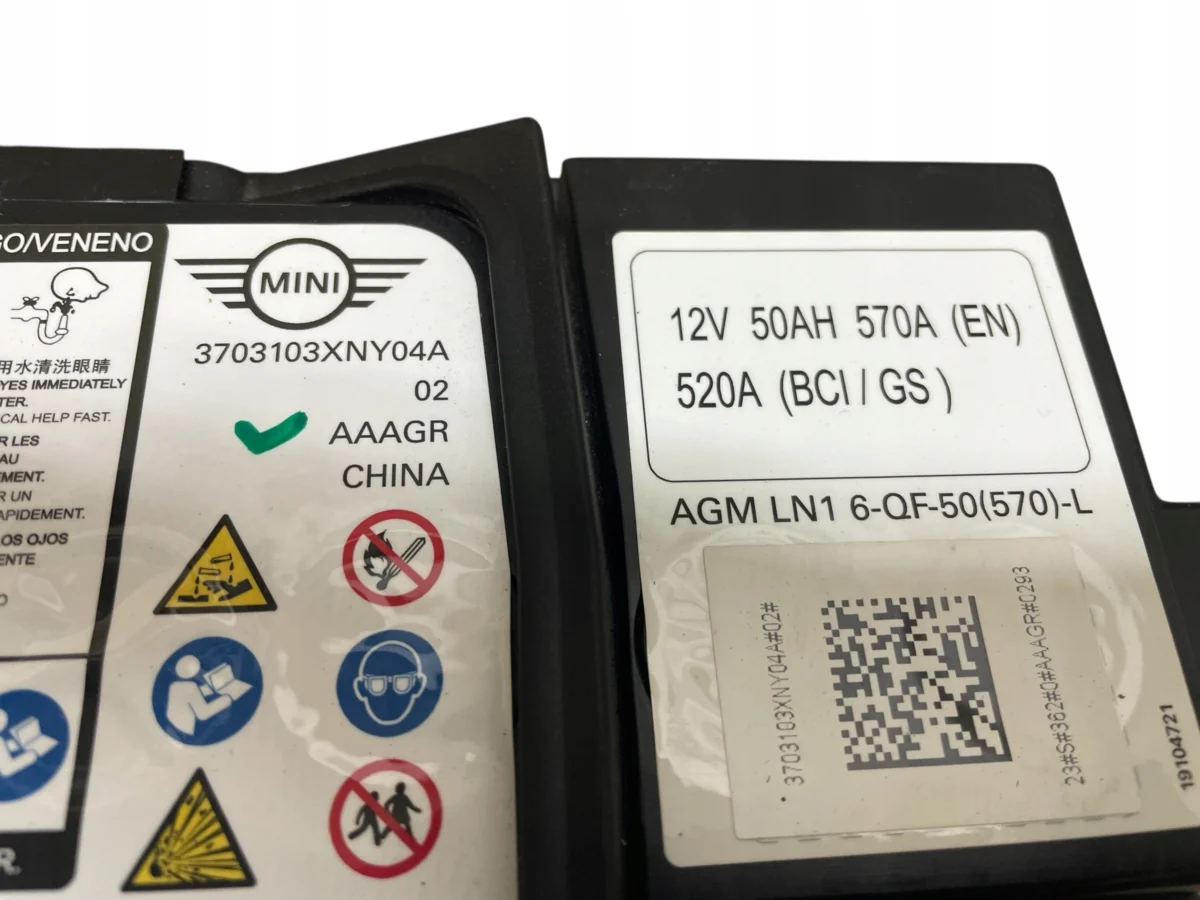 GO/VENENO
用水清洗眼睛
YES IMMEDIATELY
TER.
CAL HELP FAST.
R LES
AU
EMENT.
R UN
APIDEMENT.
LOS OJOS
ENTE
R.
MINI
3703103XNY04A
02
AAAGR
CHINA
12V 50AH 570A (EN)
520A (BCI / GS )
AGM LN1 6-QF-50(570)-L
3703103XNY04A#02#
23#S#362#0#AAAGR#0293
19104721